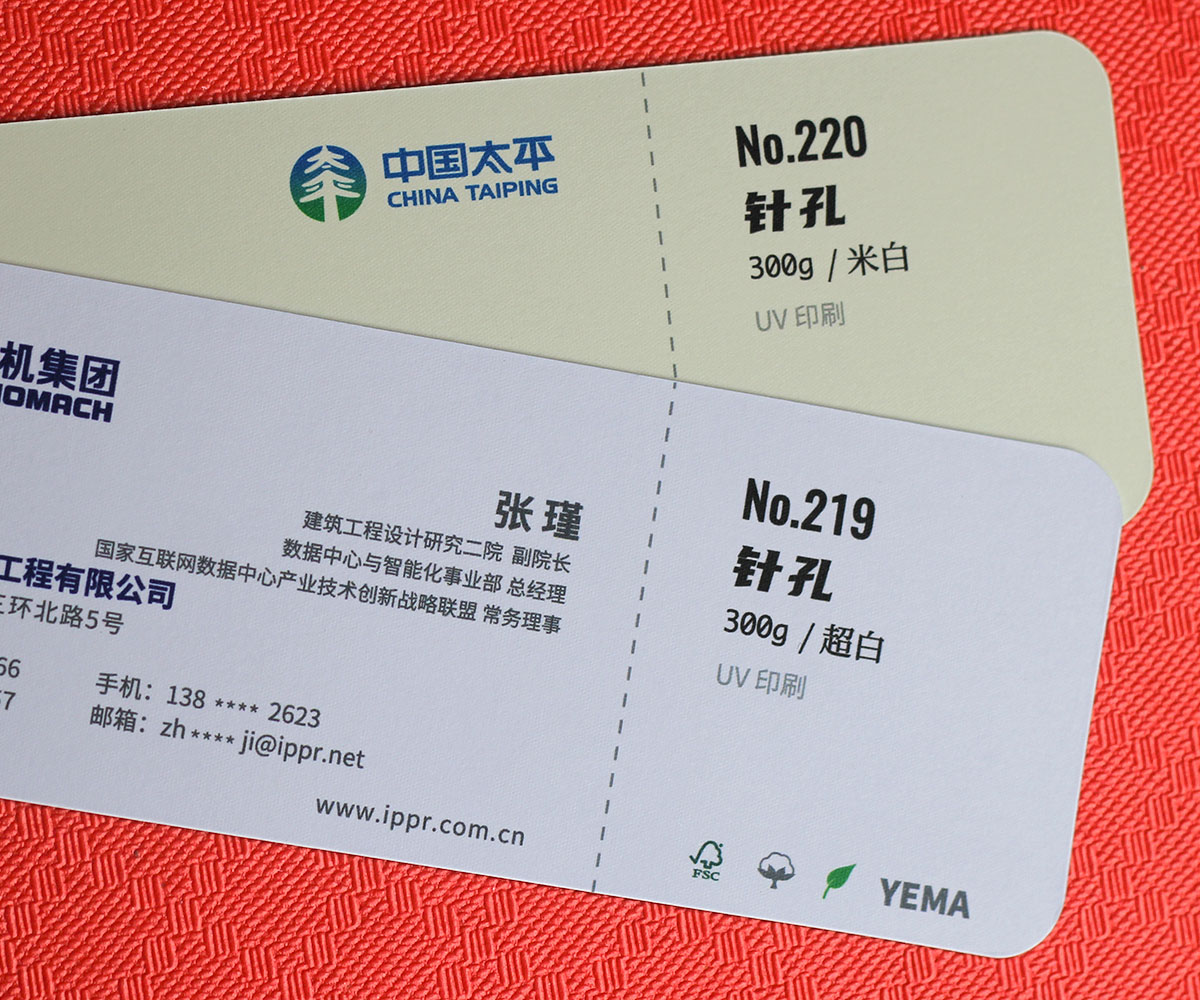 中国太平
CHINA TAIPING
No.220
针孔
300g / 米白
UV 印刷
机集团
OMACH
张瑾
建筑工程设计研究二院 副院长
数据中心与智能化事业部 总经理
国家互联网数据中心产业技术创新战略联盟 常务理事
工程有限公司
三环北路5号
66
57
手机：138 **** 2623
邮箱：zh****ji@ippr.net
www.ippr.com.cn
No.219
针孔
300g / 超白
UV 印刷
FSC
YEMA